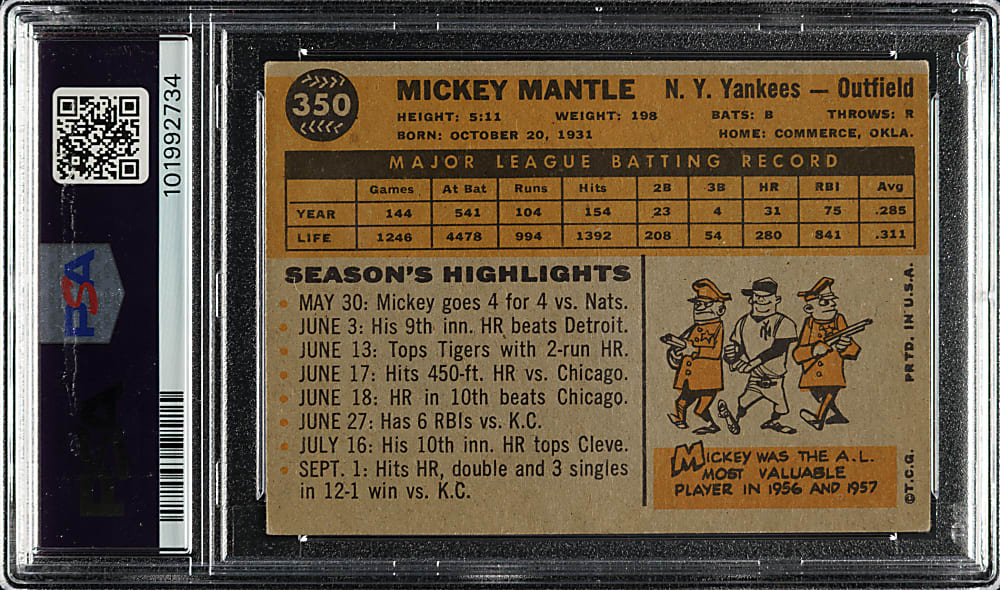 1019927734
PSA
PSA
350
MICKEY MANTLE N. Y. Yankees — Outfield
HEIGHT: 5:11 WEIGHT: 198 BATS: B THROWS: R
BORN: OCTOBER 20, 1931 HOME: COMMERCE, OKLA.
MAJOR LEAGUE BATTING RECORD
Games At Bat Runs Hits 2B 3B HR RBI Avg
YEAR 144 541 104 154 23 4 31 75 .285
LIFE 1246 4478 994 1392 208 54 280 841 .311
SEASON'S HIGHLIGHTS
MAY 30: Mickey goes 4 for 4 vs. Nats.
JUNE 3: His 9th inn. HR beats Detroit.
JUNE 13: Tops Tigers with 2-run HR.
JUNE 17: Hits 450-ft. HR vs. Chicago.
JUNE 18: HR in 10th beats Chicago.
JUNE 27: Has 6 RBIs vs. K.C.
JULY 16: His 10th inn. HR tops Cleve.
SEPT. 1: Hits HR, double and 3 singles
in 12-1 win vs. K.C.
NY
MICKEY WAS THE A.L.
MOST VALUABLE
PLAYER IN 1956 AND 1957
©T.C.G. PRTD. IN U.S.A.